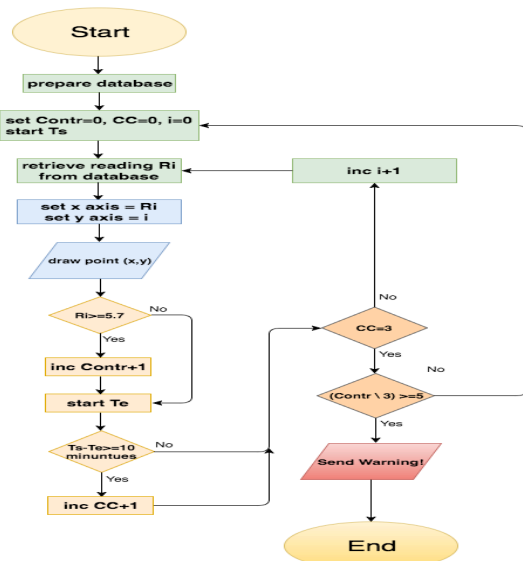 Start
prepare database
set Contr=0, CC=0, i=0
start Ts
retrieve reading Ri
from database
inc i+1
set x axis = Ri
set y axis = i
draw point (x,y)
Ri>=5.7
No
Yes
inc Contr+1
start Te
Ts-Te>=10
minuntues
No
Yes
inc CC+1
No
CC=3
Yes
No
(Contr \ 3) >=5
Yes
Send Warning!
End